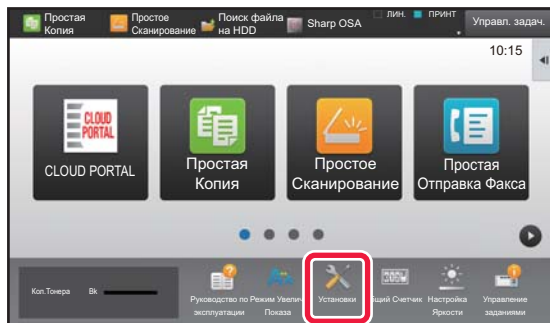 Простая
Копия
Простое
Сканирование
Поиск файла
на HDD
Sharp OSA
ЛИН.
ПРИНТ
Управл. задач.
10:15
CLOUD
PORTAL
CLOUD PORTAL
Простая
Копия
Простое
Сканирование
Простая
Отправка Факса
Кол.Тонера Bk
Руководство по
эксплуатации
Режим Увелич
Показа
Установки
бщий Счетчик
Настройка
Яркости
Управление
заданиями